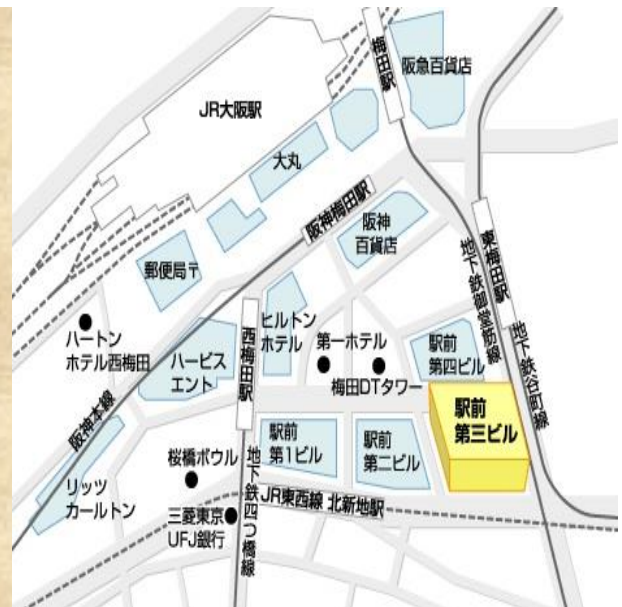 梅田駅
阪急百貨店
JR大阪駅
大丸
阪神梅田駅
阪神
百貨店
東梅田駅
地下鉄御堂筋線
地下鉄谷町線
郵便局〒
ハートン
ホテル西梅田
ハービス
エント
西梅田駅
ヒルトン
ホテル
第一ホテル
梅田DTタワー
駅前
第四ビル
駅前
第三ビル
阪神本線
リッツ
カールトン
桜橋ボウル
三菱東京
UFJ銀行
地下鉄四つ橋線
駅前
第1ビル
駅前
第二ビル
JR東西線 北新地駅